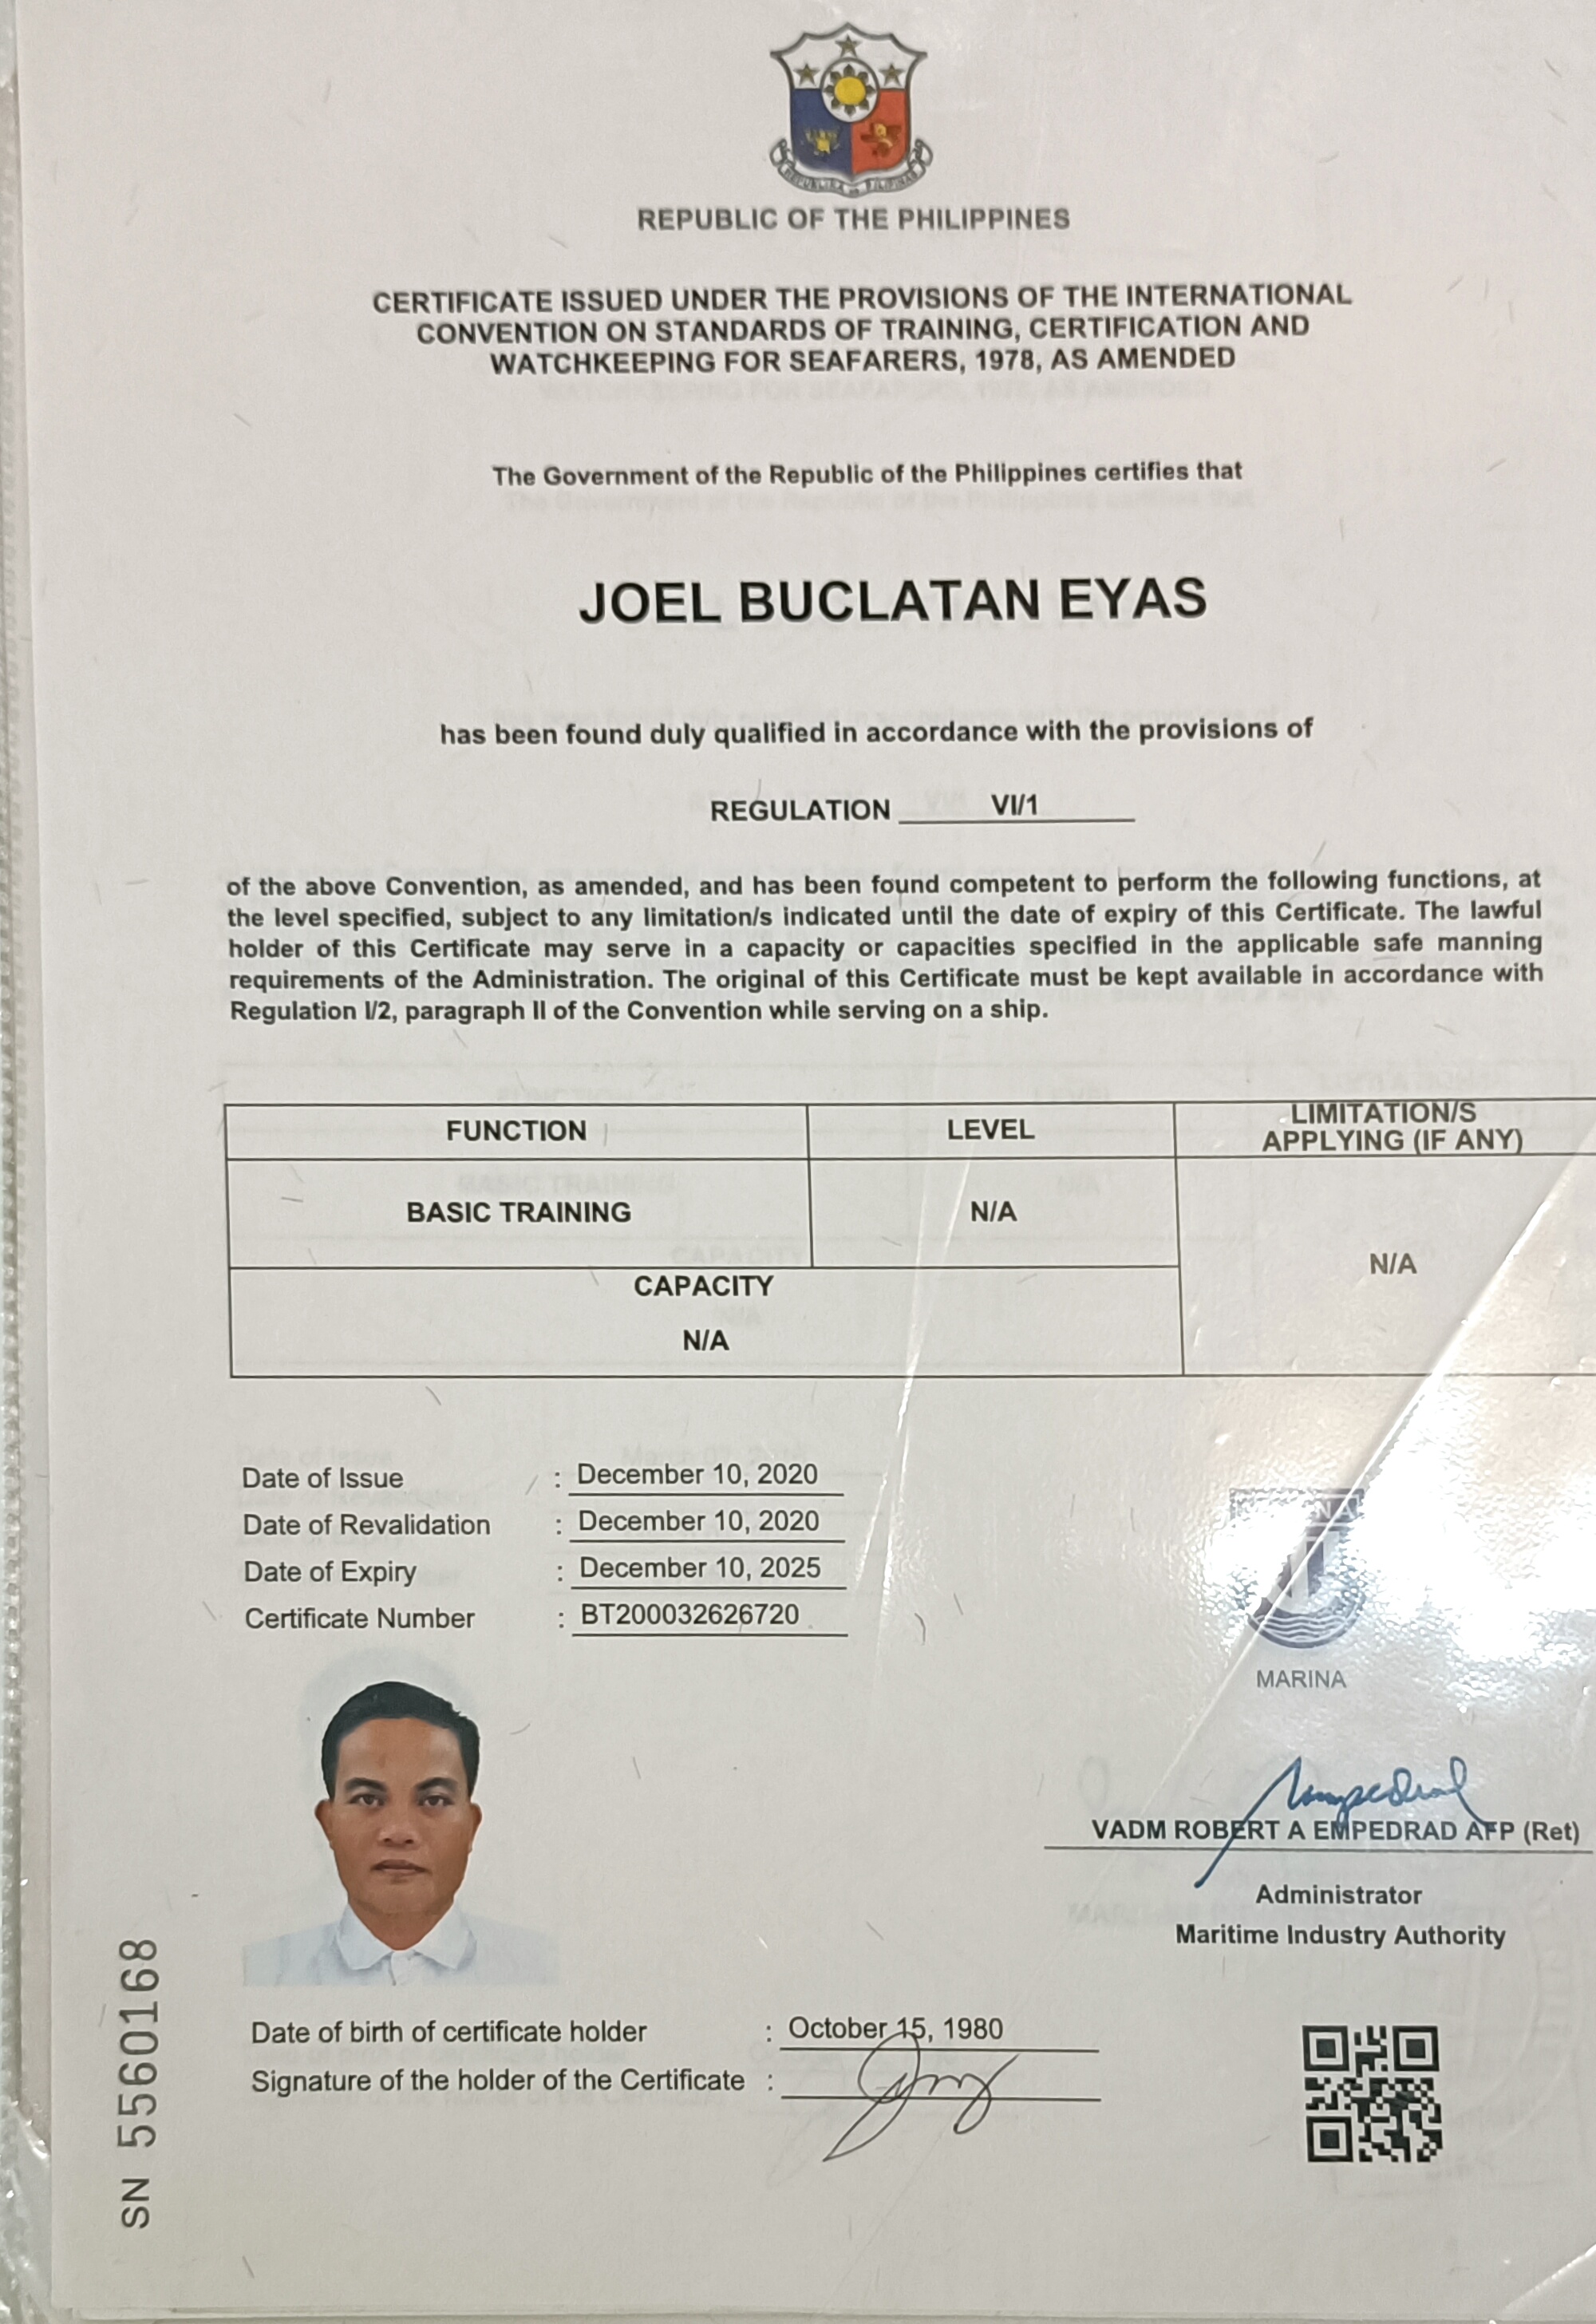 REPUBLIC OF THE PHILIPPINES
CERTIFICATE ISSUED UNDER THE PROVISIONS OF THE INTERNATIONAL
CONVENTION ON STANDARDS OF TRAINING, CERTIFICATION AND
WATCHKEEPING FOR SEAFARERS, 1978, AS AMENDED
The Government of the Republic of the Philippines certifies that
JOEL BUCLATAN EYAS
has been found duly qualified in accordance with the provisions of
REGULATION VI/1
of the above Convention, as amended, and has been found competent to perform the following functions, at
the level specified, subject to any limitation/s indicated until the date of expiry of this Certificate. The lawful
holder of this Certificate may serve in a capacity or capacities specified in the applicable safe manning
requirements of the Administration. The original of this Certificate must be kept available in accordance with
Regulation I/2, paragraph II of the Convention while serving on a ship.
FUNCTION LEVEL LIMITATION/S
APPLYING (IF ANY)
BASIC TRAINING N/A
N/A
CAPACITY
N/A
Date of Issue : December 10, 2020
Date of Revalidation : December 10, 2020
Date of Expiry : December 10, 2025
Certificate Number : BT200032626720
MARINA
VADM ROBERT A EMPEDRAD AFP (Ret)
Administrator
Maritime Industry Authority
Date of birth of certificate holder : October 15, 1980
Signature of the holder of the Certificate :
SN 5560168